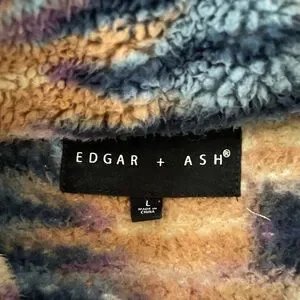 EDGAR + ASH®
L
MADE IN
CHINA